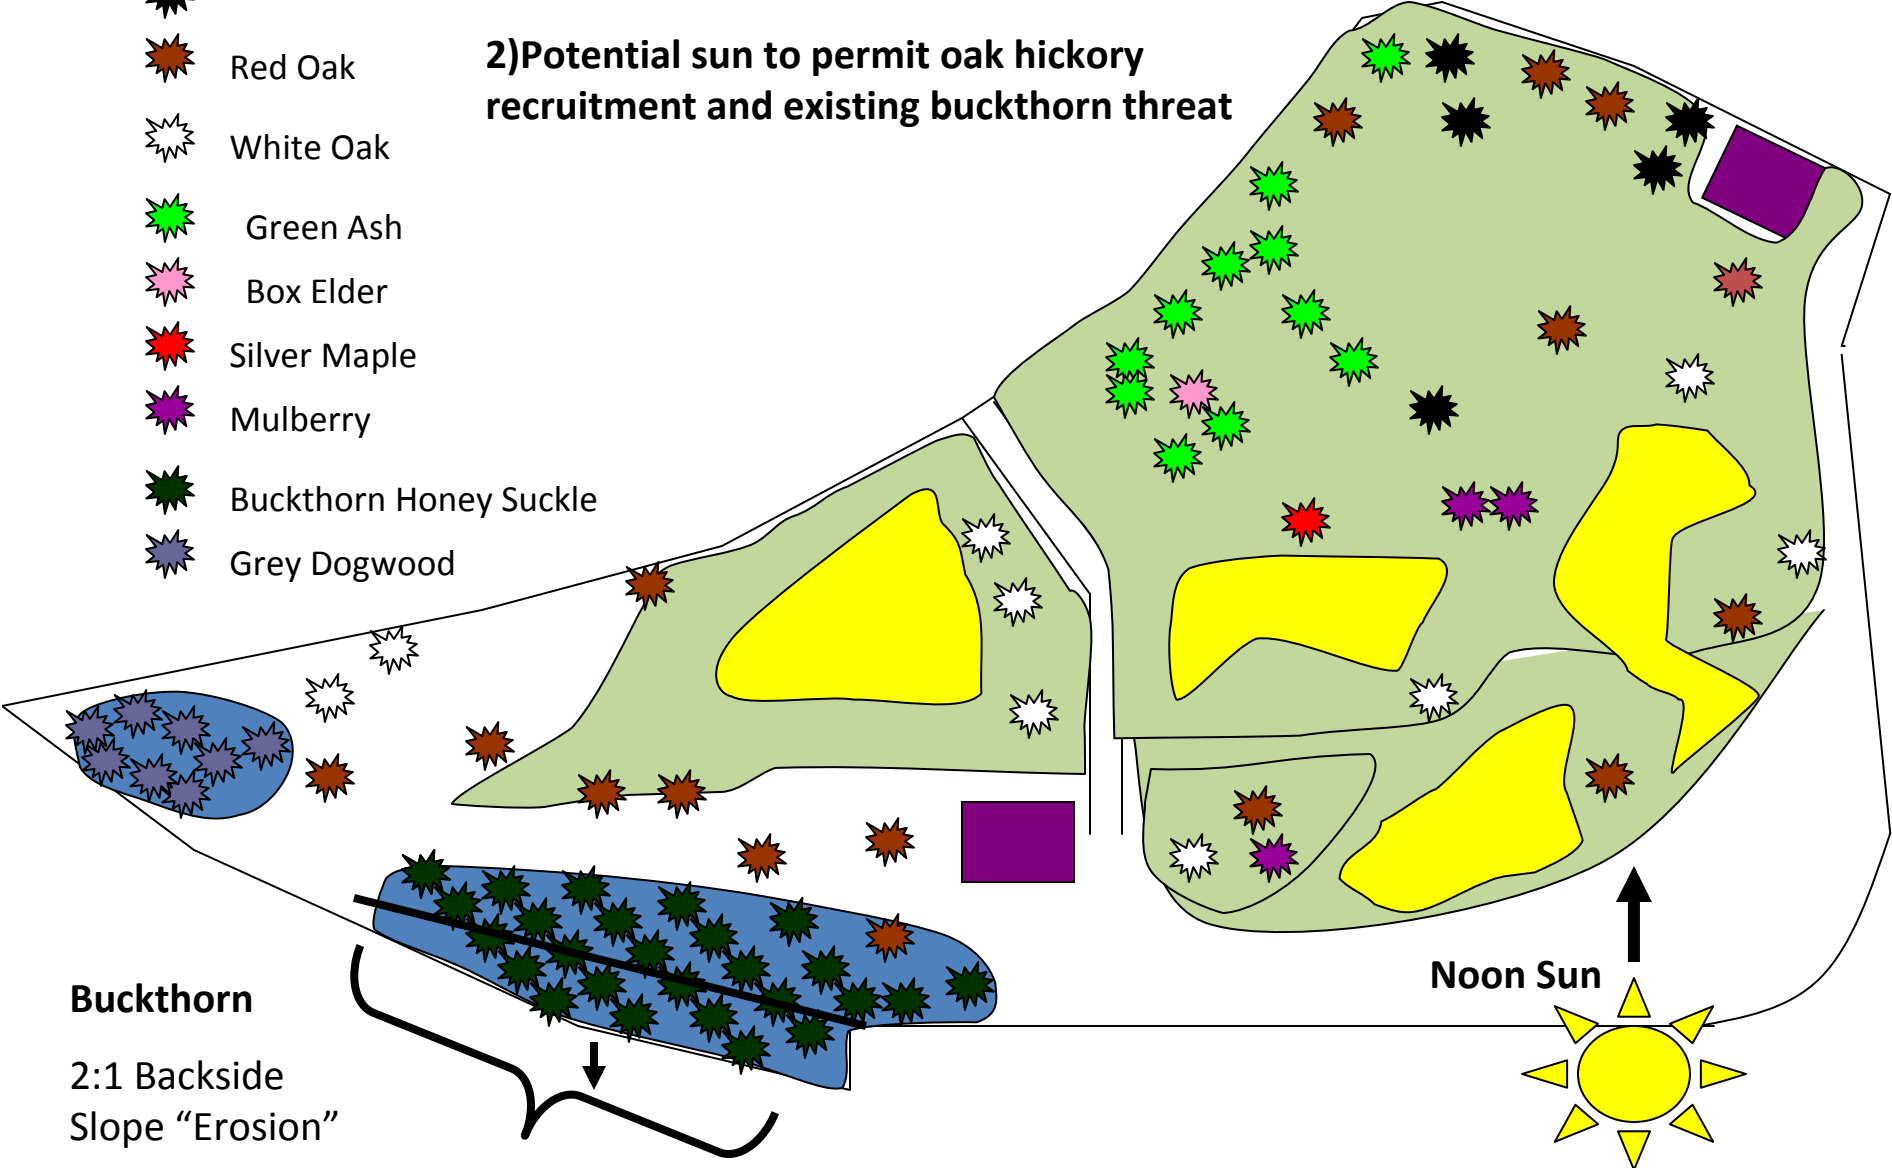 2)Potential sun to permit oak hickory
recruitment and existing buckthorn threat
Red Oak
White Oak
Green Ash
Box Elder
Silver Maple
Mulberry
Buckthorn Honey Suckle
Grey Dogwood
Noon Sun
Buckthorn
2:1 Backside
Slope “Erosion”